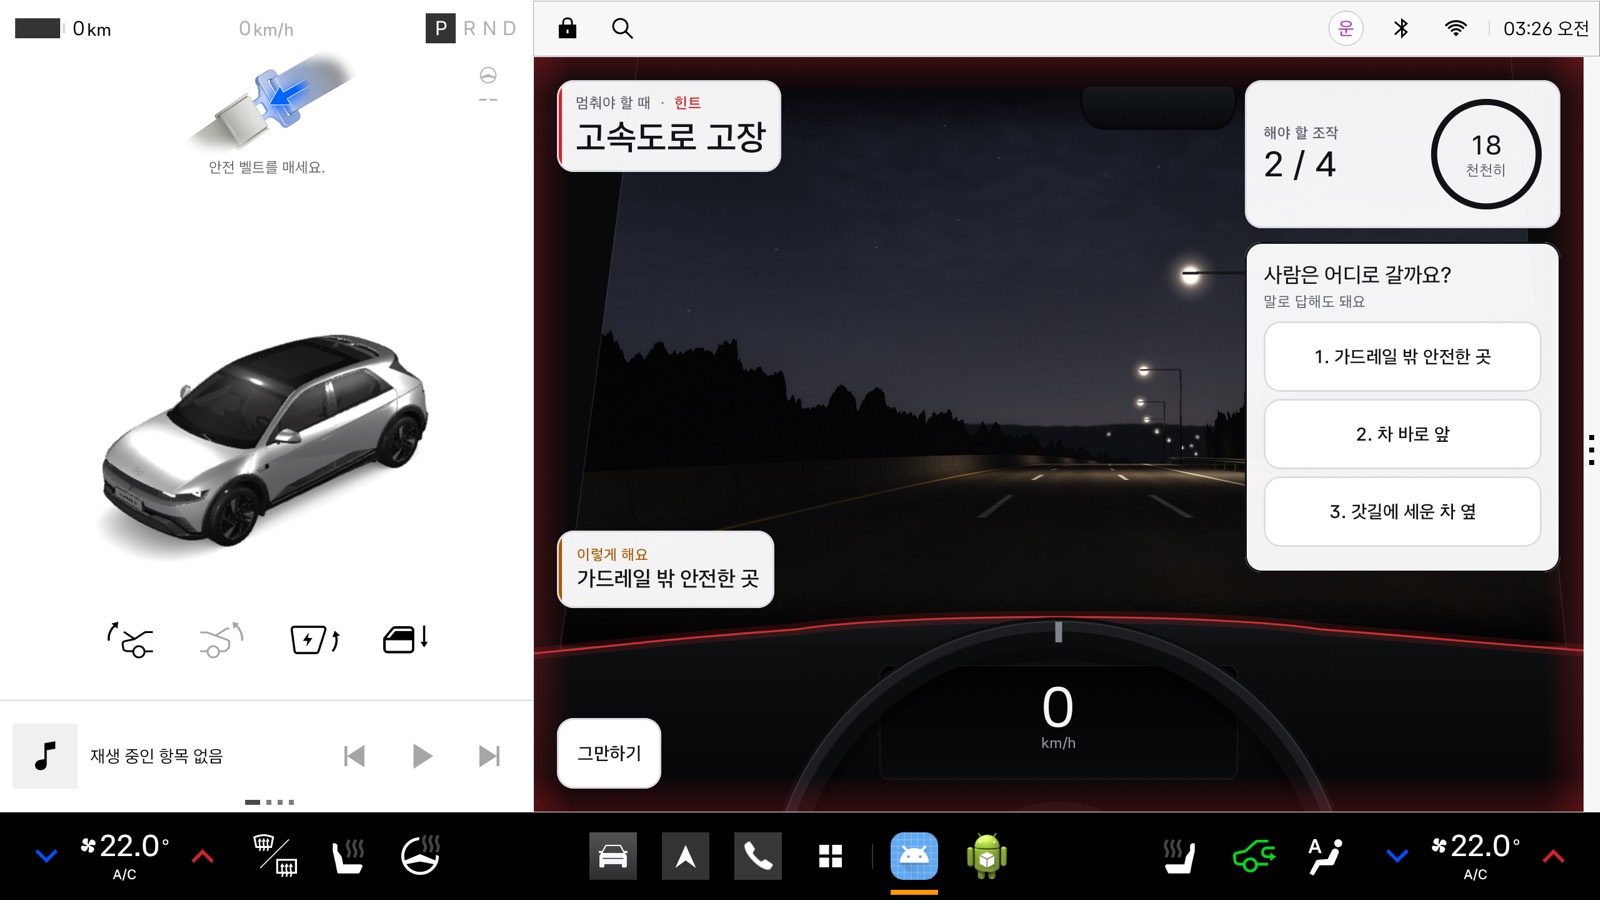 0km
0km/h
P R N D
--
안전 벨트를 매세요.
재생 중인 항목 없음
운
03:26 오전
멈춰야 할 때 · 힌트
고속도로 고장
해야 할 조작
2 / 4
18
천천히
사람은 어디로 갈까요?
말로 답해도 돼요
1. 가드레일 밖 안전한 곳
2. 차 바로 앞
3. 갓길에 세운 차 옆
이렇게 해요
가드레일 밖 안전한 곳
0
km/h
그만하기
22.0°
A/C
A
22.0°
A/C